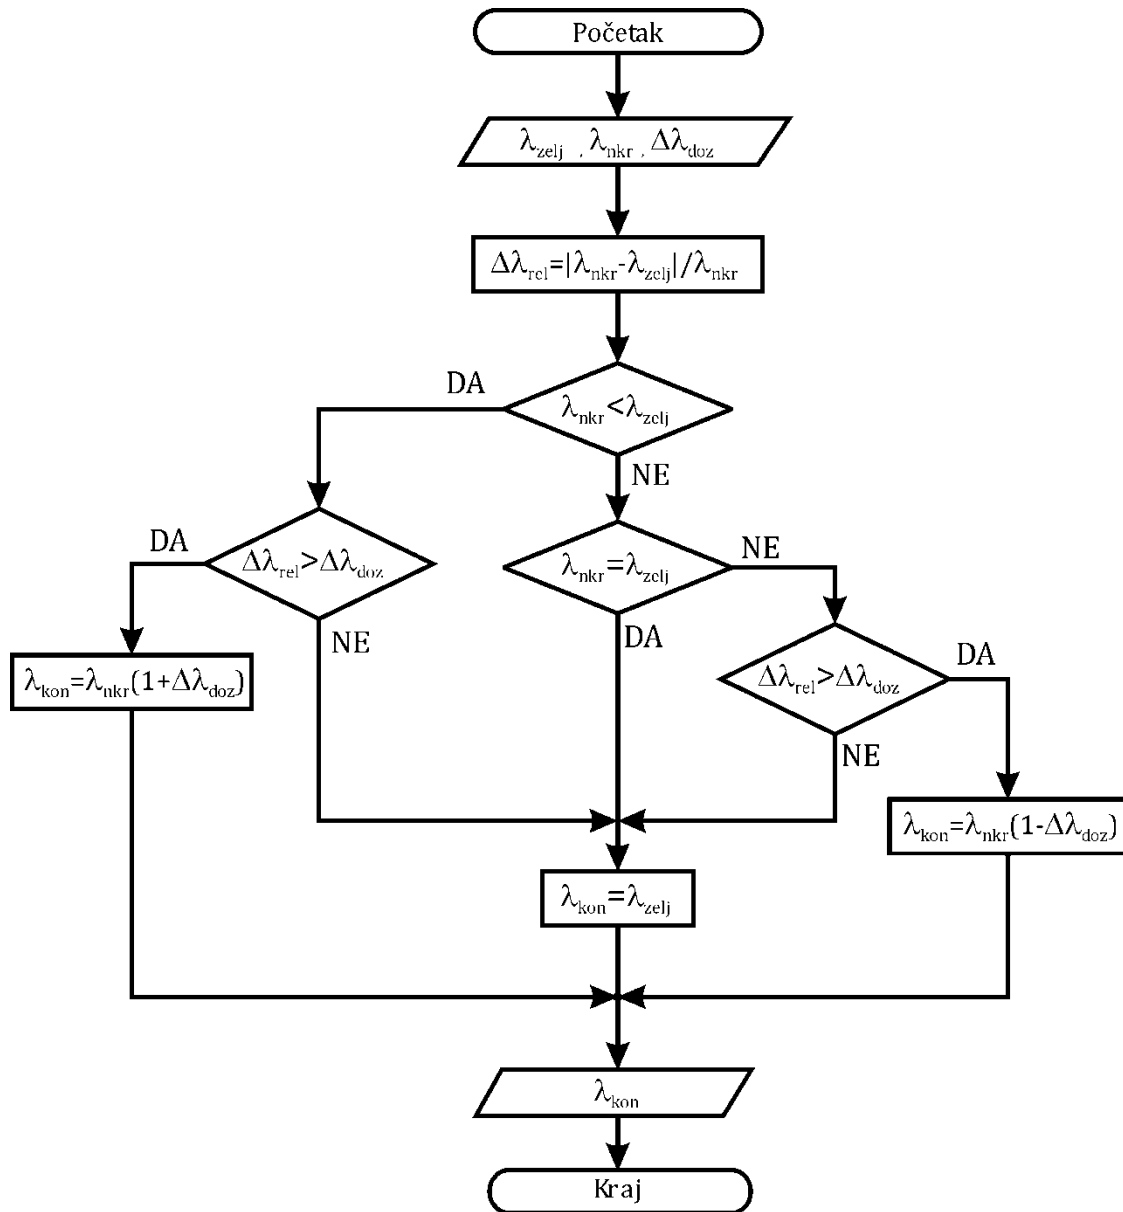 Početak
λzelj , λnkr , Δλdoz
Δλrel=|λnkr-λzelj|/λnkr
DA
λnkr<λzelj
NE
DA
Δλrel>Δλdoz
NE
λnkr=λzelj
NE
DA
λkon=λnkr(1+Δλdoz)
Δλrel>Δλdoz
DA
NE
λkon=λnkr(1-Δλdoz)
λkon=λzelj
λkon
Kraj